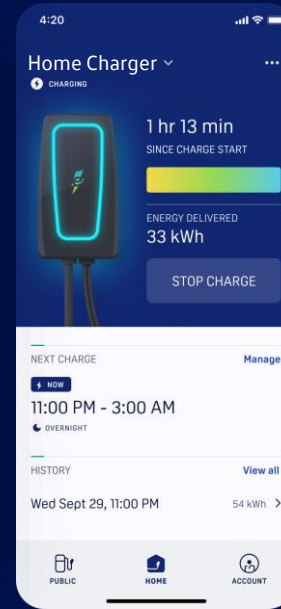 4:20
Home Charger
CHARGING
1 hr 13 min
SINCE CHARGE START
ENERGY DELIVERED
33 kWh
STOP CHARGE
NEXT CHARGE Manage
NOW
11:00 PM - 3:00 AM
OVERNIGHT
HISTORY View all
Wed Sept 29, 11:00 PM 54 kWh
PUBLIC HOME ACCOUNT